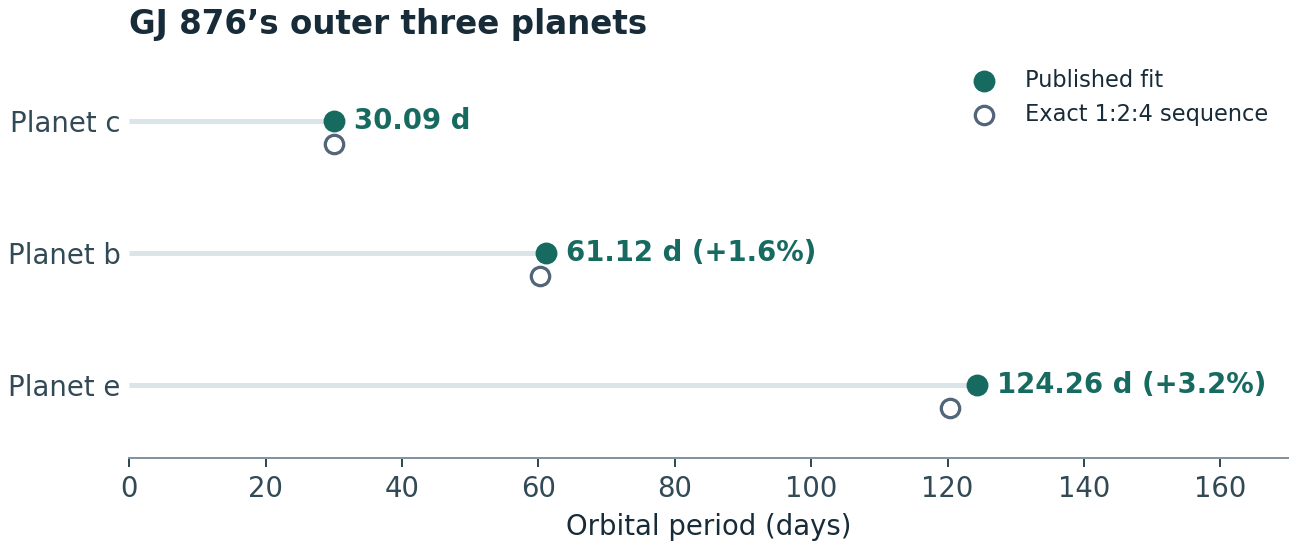 GJ 876’s outer three planets
Published fit
Exact 1:2:4 sequence
Planet c
30.09 d
Planet b
61.12 d (+1.6%)
Planet e
124.26 d (+3.2%)
0 20 40 60 80 100 120 140 160
Orbital period (days)